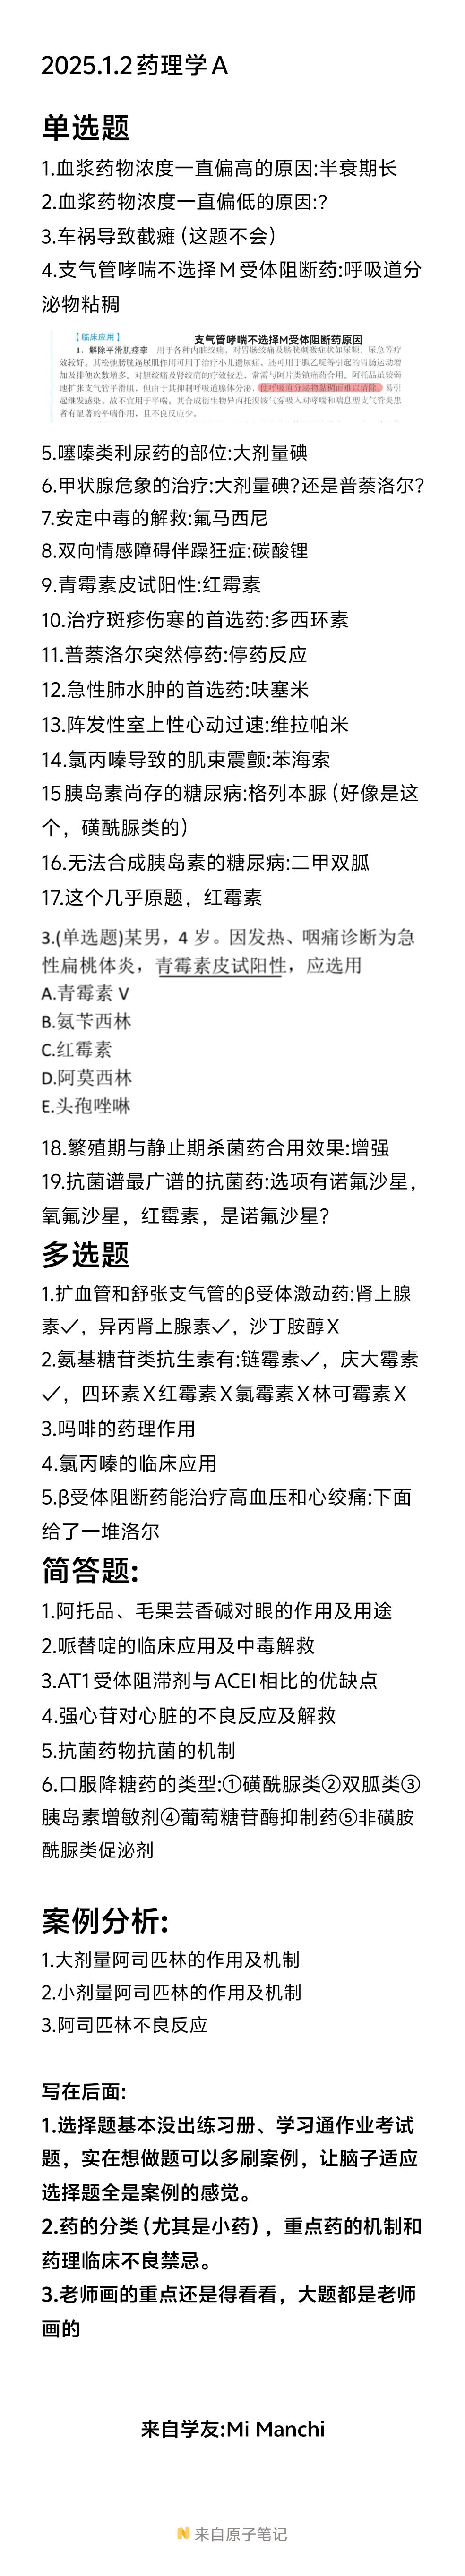 2025.1.2药理学A
单选题
1.血浆药物浓度一直偏高的原因:半衰期长
2.血浆药物浓度一直偏低的原因:?
3.车祸导致截瘫（这题不会）
4.支气管哮喘不选择M受体阻断药:呼吸道分
泌物粘稠
【临床应用】
支气管哮喘不选择M受体阻断药原因
1. 解除平滑肌痉挛 用于各种内脏绞痛，对胃肠绞痛及膀胱刺激症状如尿频、尿急等疗
效较好。其松弛膀胱逼尿肌作用可用于治疗小儿遗尿症，还可用于胍乙啶等引起的胃肠运动增
加及排便次数增多。对胆绞痛及肾绞痛的疗效较差，常需与阿片类镇痛药合用。阿托品虽较弱
地扩张支气管平滑肌，但由于其抑制呼吸道腺体分泌，使呼吸道分泌物黏稠而难以清除，易引
起继发感染，故不宜用于平喘。其合成衍生物异丙托溴铵气雾吸入对哮喘和喘息型支气管炎患
者有显著的平喘作用，且不良反应少。
5.噻嗪类利尿药的部位:大剂量碘
6.甲状腺危象的治疗:大剂量碘?还是普萘洛尔?
7.安定中毒的解救:氟马西尼
8.双向情感障碍伴躁狂症:碳酸锂
9.青霉素皮试阳性:红霉素
10.治疗斑疹伤寒的首选药:多西环素
11.普萘洛尔突然停药:停药反应
12.急性肺水肿的首选药:呋塞米
13.阵发性室上性心动过速:维拉帕米
14.氯丙嗪导致的肌束震颤:苯海索
15胰岛素尚存的糖尿病:格列本脲（好像是这
个，磺酰脲类的）
16.无法合成胰岛素的糖尿病:二甲双胍
17.这个几乎原题，红霉素
3.(单选题)某男，4 岁。因发热、咽痛诊断为急
性扁桃体炎，青霉素皮试阳性，应选用
A.青霉素 V
B.氨苄西林
C.红霉素
D.阿莫西林
E.头孢唑啉
18.繁殖期与静止期杀菌药合用效果:增强
19.抗菌谱最广谱的抗菌药:选项有诺氟沙星，
氧氟沙星，红霉素，是诺氟沙星?
多选题
1.扩血管和舒张支气管的β受体激动药:肾上腺
素✓，异丙肾上腺素✓，沙丁胺醇X
2.氨基糖苷类抗生素有:链霉素✓，庆大霉素
✓，四环素X红霉素X氯霉素X林可霉素X
3.吗啡的药理作用
4.氯丙嗪的临床应用
5.β受体阻断药能治疗高血压和心绞痛:下面
给了一堆洛尔
简答题:
1.阿托品、毛果芸香碱对眼的作用及用途
2.哌替啶的临床应用及中毒解救
3.AT1受体阻滞剂与ACEI相比的优缺点
4.强心苷对心脏的不良反应及解救
5.抗菌药物抗菌的机制
6.口服降糖药的类型:①磺酰脲类②双胍类③
胰岛素增敏剂④葡萄糖苷酶抑制药⑤非磺胺
酰脲类促泌剂
案例分析:
1.大剂量阿司匹林的作用及机制
2.小剂量阿司匹林的作用及机制
3.阿司匹林不良反应
写在后面:
1.选择题基本没出练习册、学习通作业考试
题，实在想做题可以多刷案例，让脑子适应
选择题全是案例的感觉。
2.药的分类（尤其是小药），重点药的机制和
药理临床不良禁忌。
3.老师画的重点还是得看看，大题都是老师
画的
来自学友:Mi Manchi
来自原子笔记